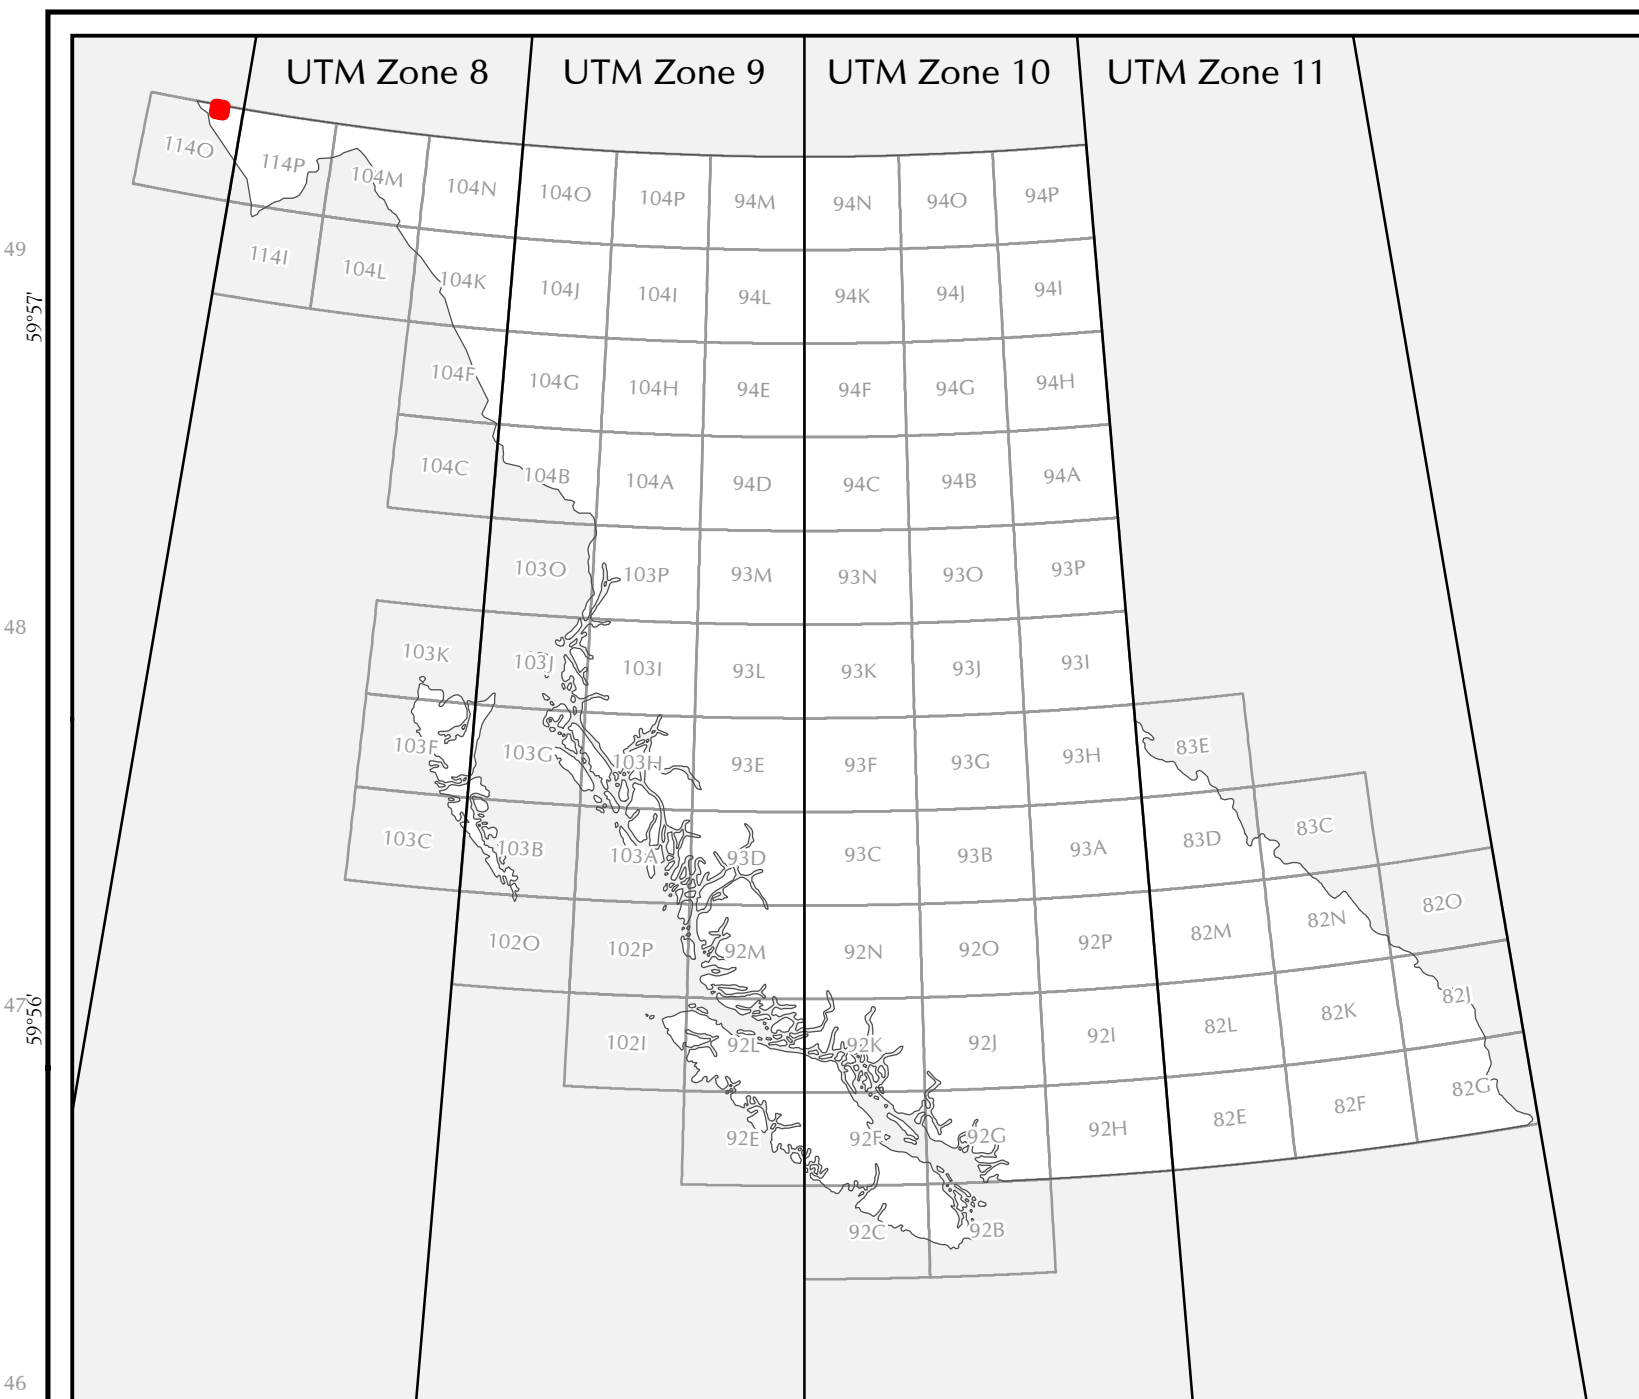 UTM Zone 8 UTM Zone 9 UTM Zone 10 UTM Zone 11
114O 114P 104M 104N 104O 104P 94M 94N 94O 94P
49
114I 104L 104K 104J 104I 94L 94K 94J 94I
59°57'
104F 104G 104H 94E 94F 94G 94H
104C 104B 104A 94D 94C 94B 94A
103O 103P 93M 93N 93O 93P
48
103K 103J 103I 93L 93K 93J 93I
103F 103G 103H 93E 93F 93G 93H 83E
103C 103B 103A 93D 93C 93B 93A 83D 83C
102O 102P 92M 92N 92O 92P 82M 82N 82O
47
59°56'
102I 92L 92K 92J 92I 82L 82K 82J
92E 92F 92G 92H 82E 82F 82G
92C 92B
46